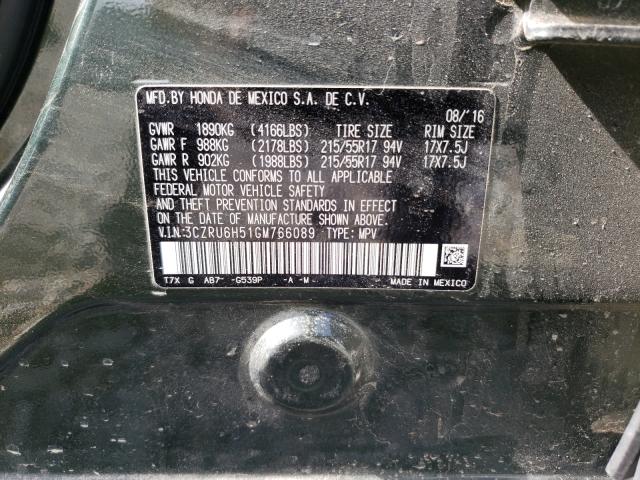 MFD.BY HONDA DE MEXICO S.A. DE C.V.
08/'16
GVWR 1890KG (4166LBS) TIRE SIZE RIM SIZE
GAWR F 988KG (2178LBS) 215/55R17 94V 17X7.5J
GAWR R 902KG (1988LBS) 215/55R17 94V 17X7.5J
THIS VEHICLE CONFORMS TO ALL APPLICABLE
FEDERAL MOTOR VEHICLE SAFETY
AND THEFT PREVENTION STANDARDS
IN EFFECT ON THE DATE OF
MANUFACTURE SHOWN ABOVE.
V.I.N.:3CZRU6H51GM766089 TYPE: MPV
T7X G AB7- -G539P -A -M- MADE IN MEXICO